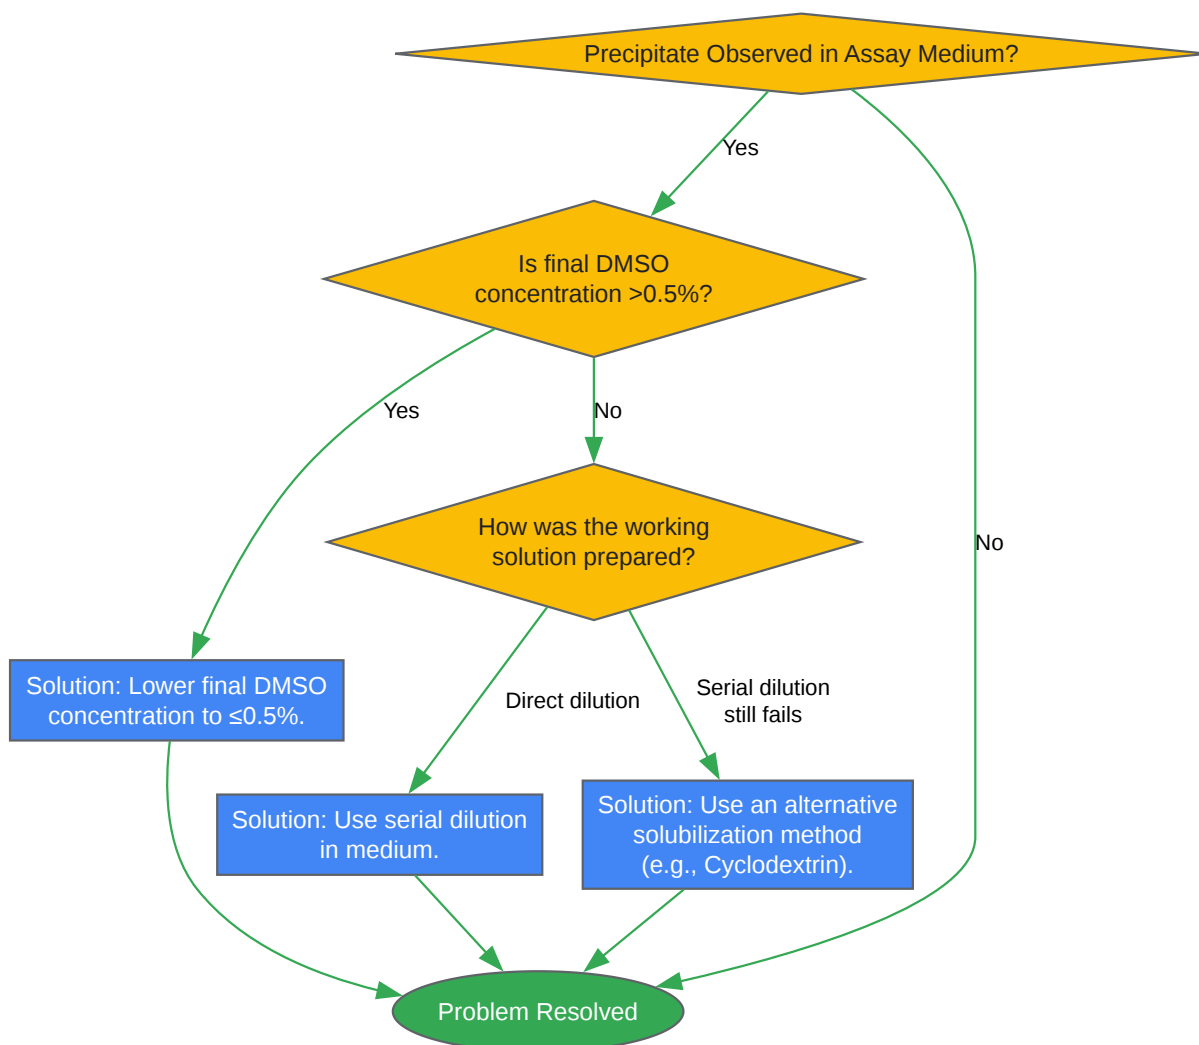 Precipitate Observed in Assay Medium?
Yes
Is final DMSO
concentration >0.5%?
Yes
No
How was the working
solution prepared?
No
Solution: Lower final DMSO
concentration to ≤0.5%.
Direct dilution
Serial dilution
still fails
Solution: Use serial dilution
in medium.
Solution: Use an alternative
solubilization method
(e.g., Cyclodextrin).
Problem Resolved